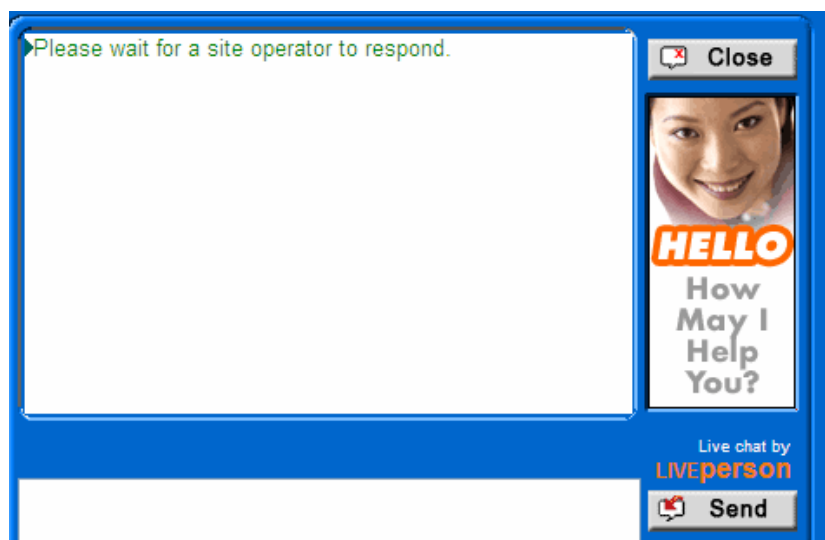 Please wait for a site operator to respond.
Close
HELLO
How
May I
Help
You?
Live chat by
LIVEperson
Send